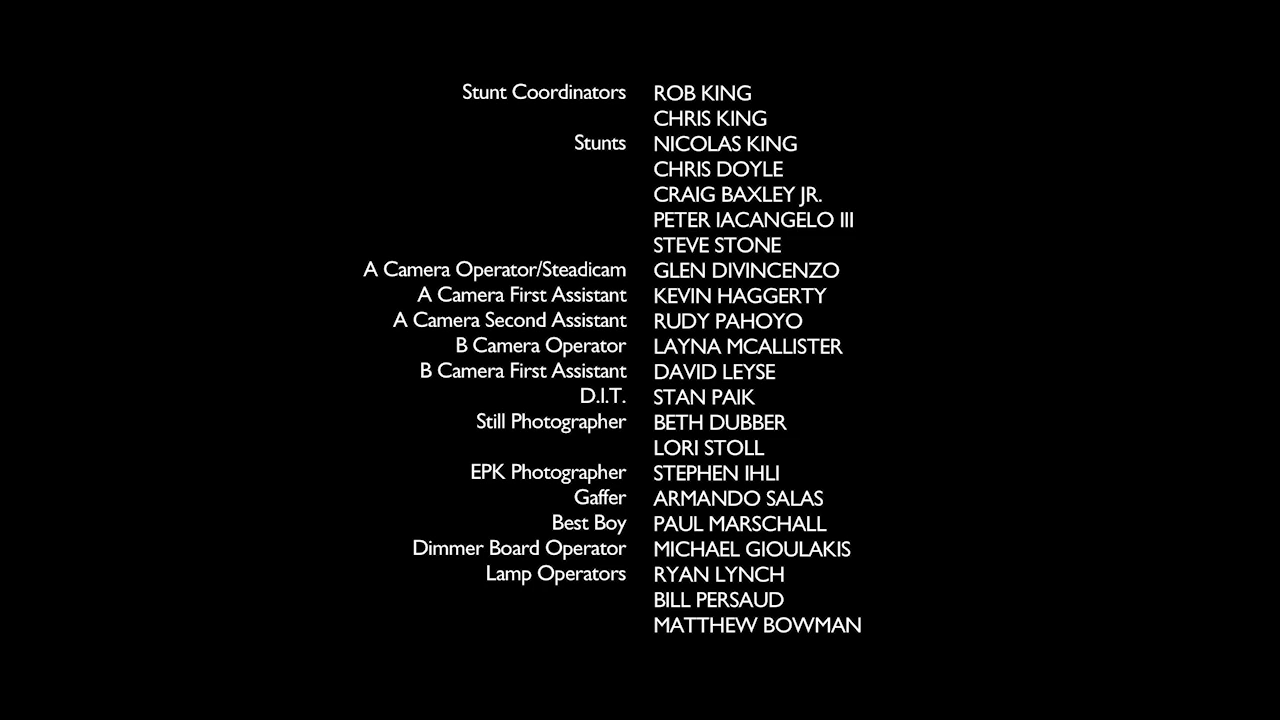 Stunt Coordinators ROB KING
CHRIS KING
Stunts NICOLAS KING
CHRIS DOYLE
CRAIG BAXLEY JR.
PETER IACANGELO III
STEVE STONE
A Camera Operator/Steadicam GLEN DIVINCENZO
A Camera First Assistant KEVIN HAGGERTY
A Camera Second Assistant RUDY PAHOYO
B Camera Operator LAYNA MCALLISTER
B Camera First Assistant DAVID LEYSE
D.I.T. STAN PAIK
Still Photographer BETH DUBBER
LORI STOLL
EPK Photographer STEPHEN IHLI
Gaffer ARMANDO SALAS
Best Boy PAUL MARSCHALL
Dimmer Board Operator MICHAEL GIOULAKIS
Lamp Operators RYAN LYNCH
BILL PERSAUD
MATTHEW BOWMAN